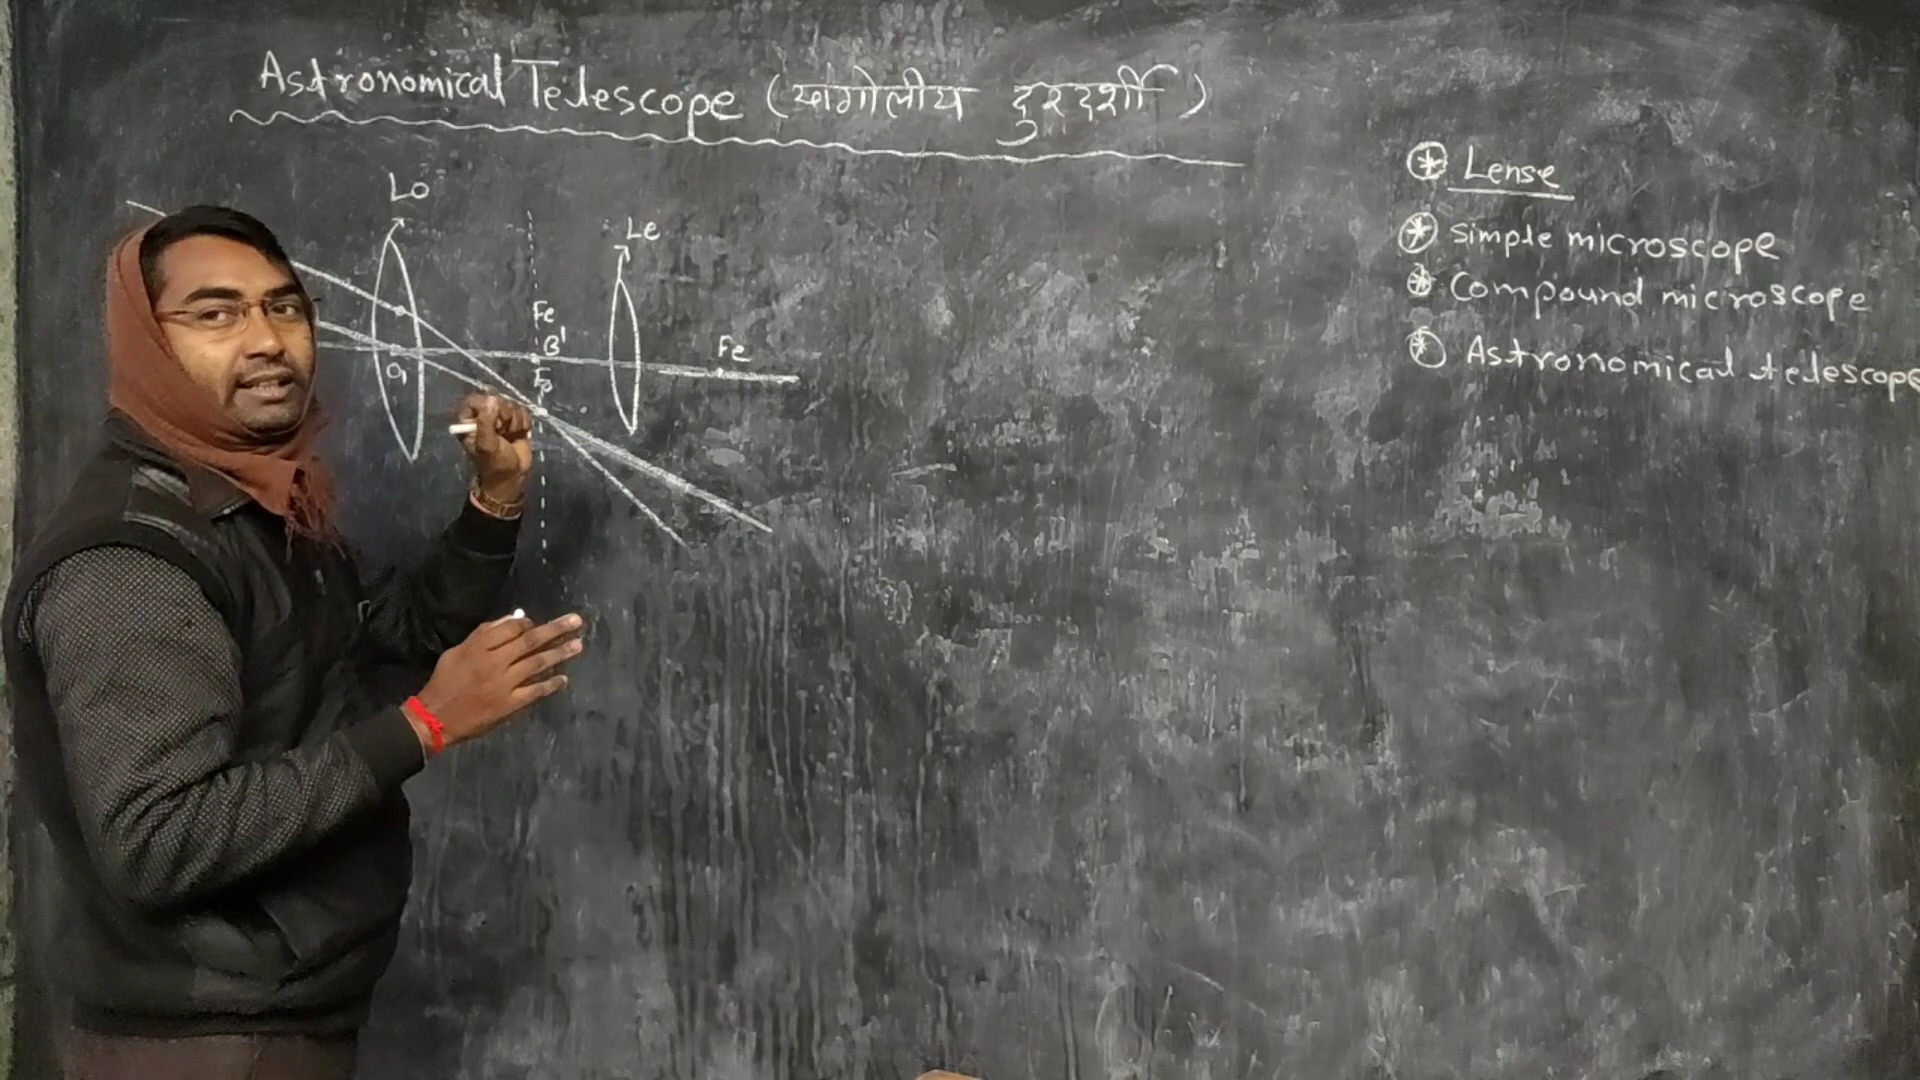 Astronomical Telescope (खगोलीय दुरदर्शी)
Lense
simple microscope
Compound microscope
Astronomical telescope
Lo
Le
Fe
B'
Fo
Fe
O₁